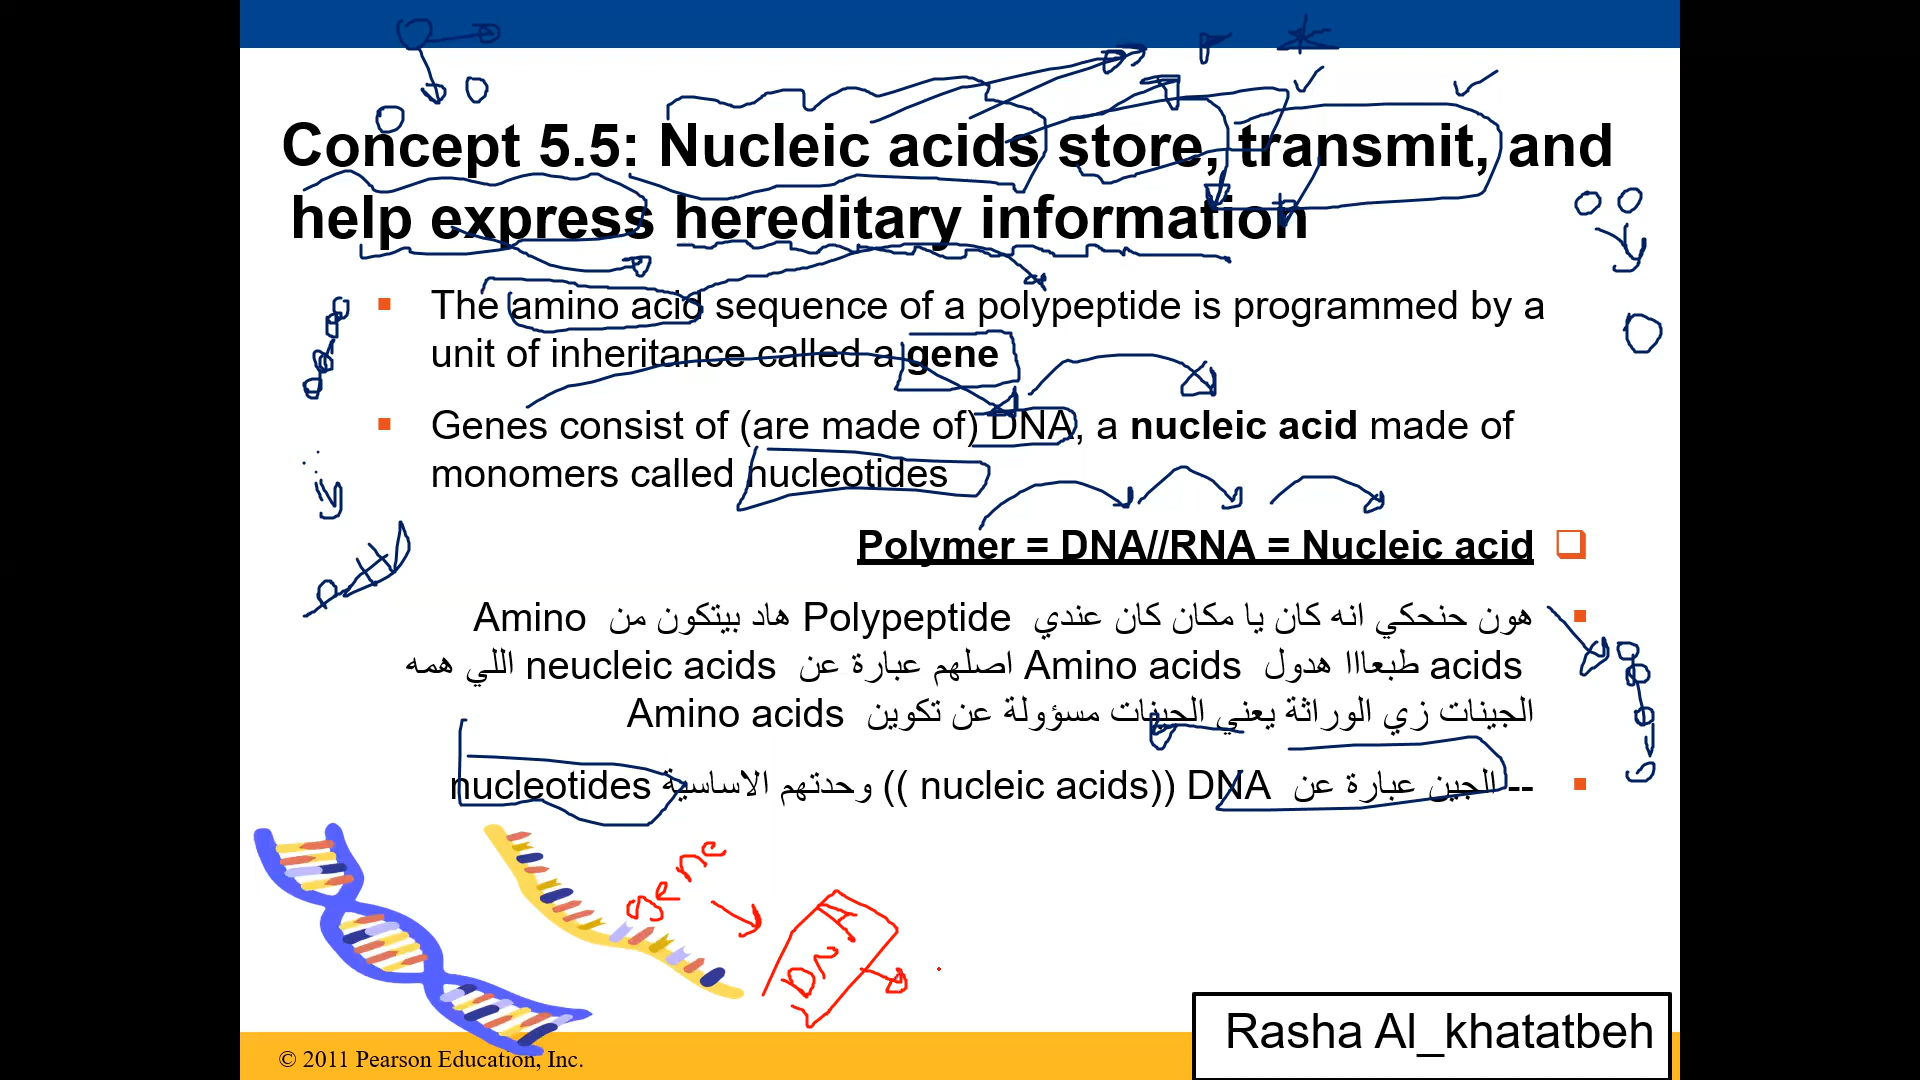 Concept 5.5: Nucleic acids store, transmit, and
help express hereditary information
The amino acid sequence of a polypeptide is programmed by a
unit of inheritance called a gene
Genes consist of (are made of) DNA, a nucleic acid made of
monomers called nucleotides
Polymer = DNA//RNA = Nucleic acid
هون حنحكي انه كان يا مكان كان عندي Polypeptide هاد بيتكون من Amino
acids طبعااا هدول Amino acids اصلهم عبارة عن neucleic acids اللي همه
الجينات زي الوراثة يعني الجينات مسؤولة عن تكوين Amino acids
-- الجين عبارة عن DNA ((nucleic acids )) وحدتهم الاساسية nucleotides
gene
DNA
Rasha Al_khatatbeh
© 2011 Pearson Education, Inc.